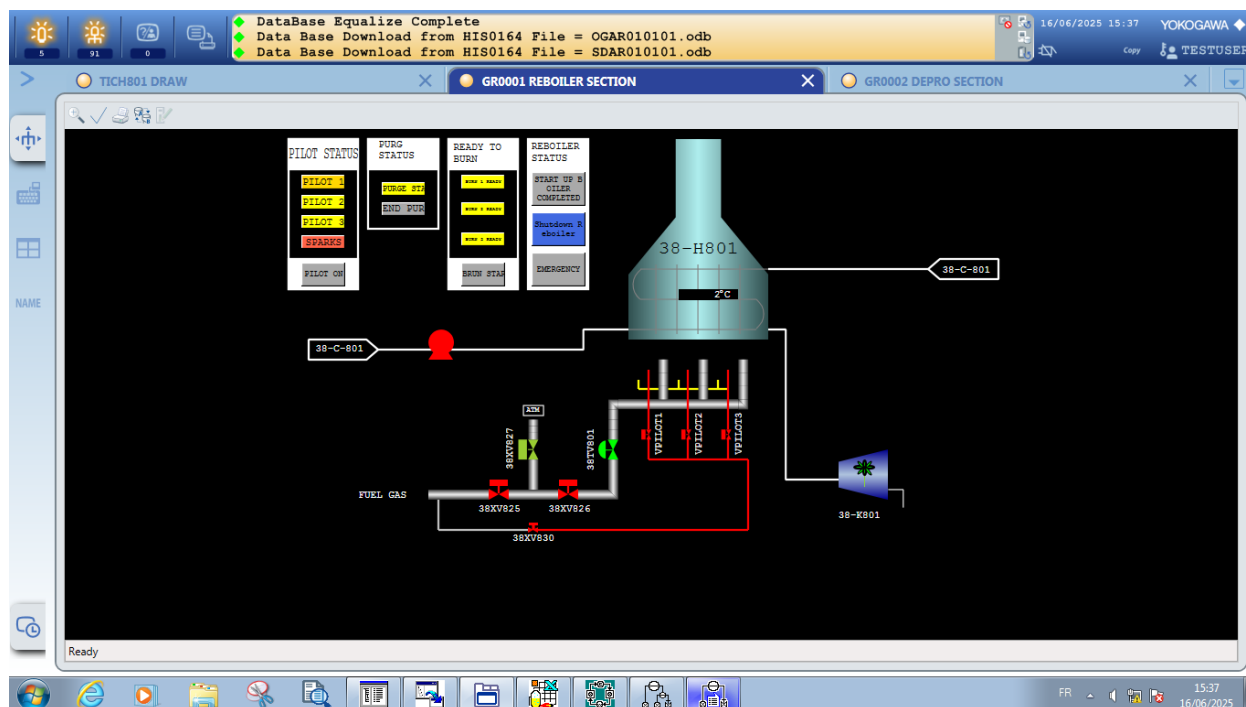 DataBase Equalize Complete
Data Base Download from HIS0164 File = OGAR010101.odb
Data Base Download from HIS0164 File = SDAR010101.odb
5
91
0
16/06/2025 15:37
YOKOGAWA
Copy
TESTUSER
TICH801 DRAW
GR0001 REBOILER SECTION
GR0002 DEPRO SECTION
NAME
PILOT STATUS
PILOT 1
PILOT 2
PILOT 3
SPARKS
PILOT ON
PURG
STATUS
PURGE STA
END PUR
READY TO
BURN
BURN 1 READY
BRUN STAR
REBOILER
STATUS
START UP B
OILER
COMPLETED
Shutdown R
eboiler
EMERGENCY
38-H801
2°C
38-C-801
38-C-801
ATM
38XV827
38TV801
VPILOT1
VPILOT2
VPILOT3
FUEL GAS
38XV825
38XV826
38XV830
38-K801
Ready
FR
15:37
16/06/2025